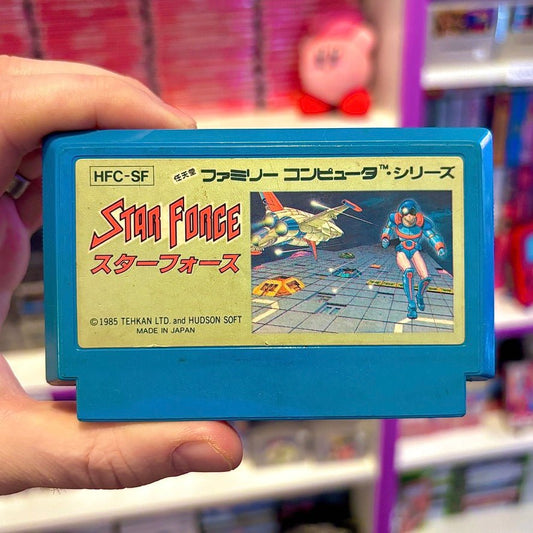 HFC-SF
任天堂 ファミリー コンピュータ™・シリーズ
STAR FORCE
スターフォース
©1985 TEHKAN LTD. and HUDSON SOFT
MADE IN JAPAN